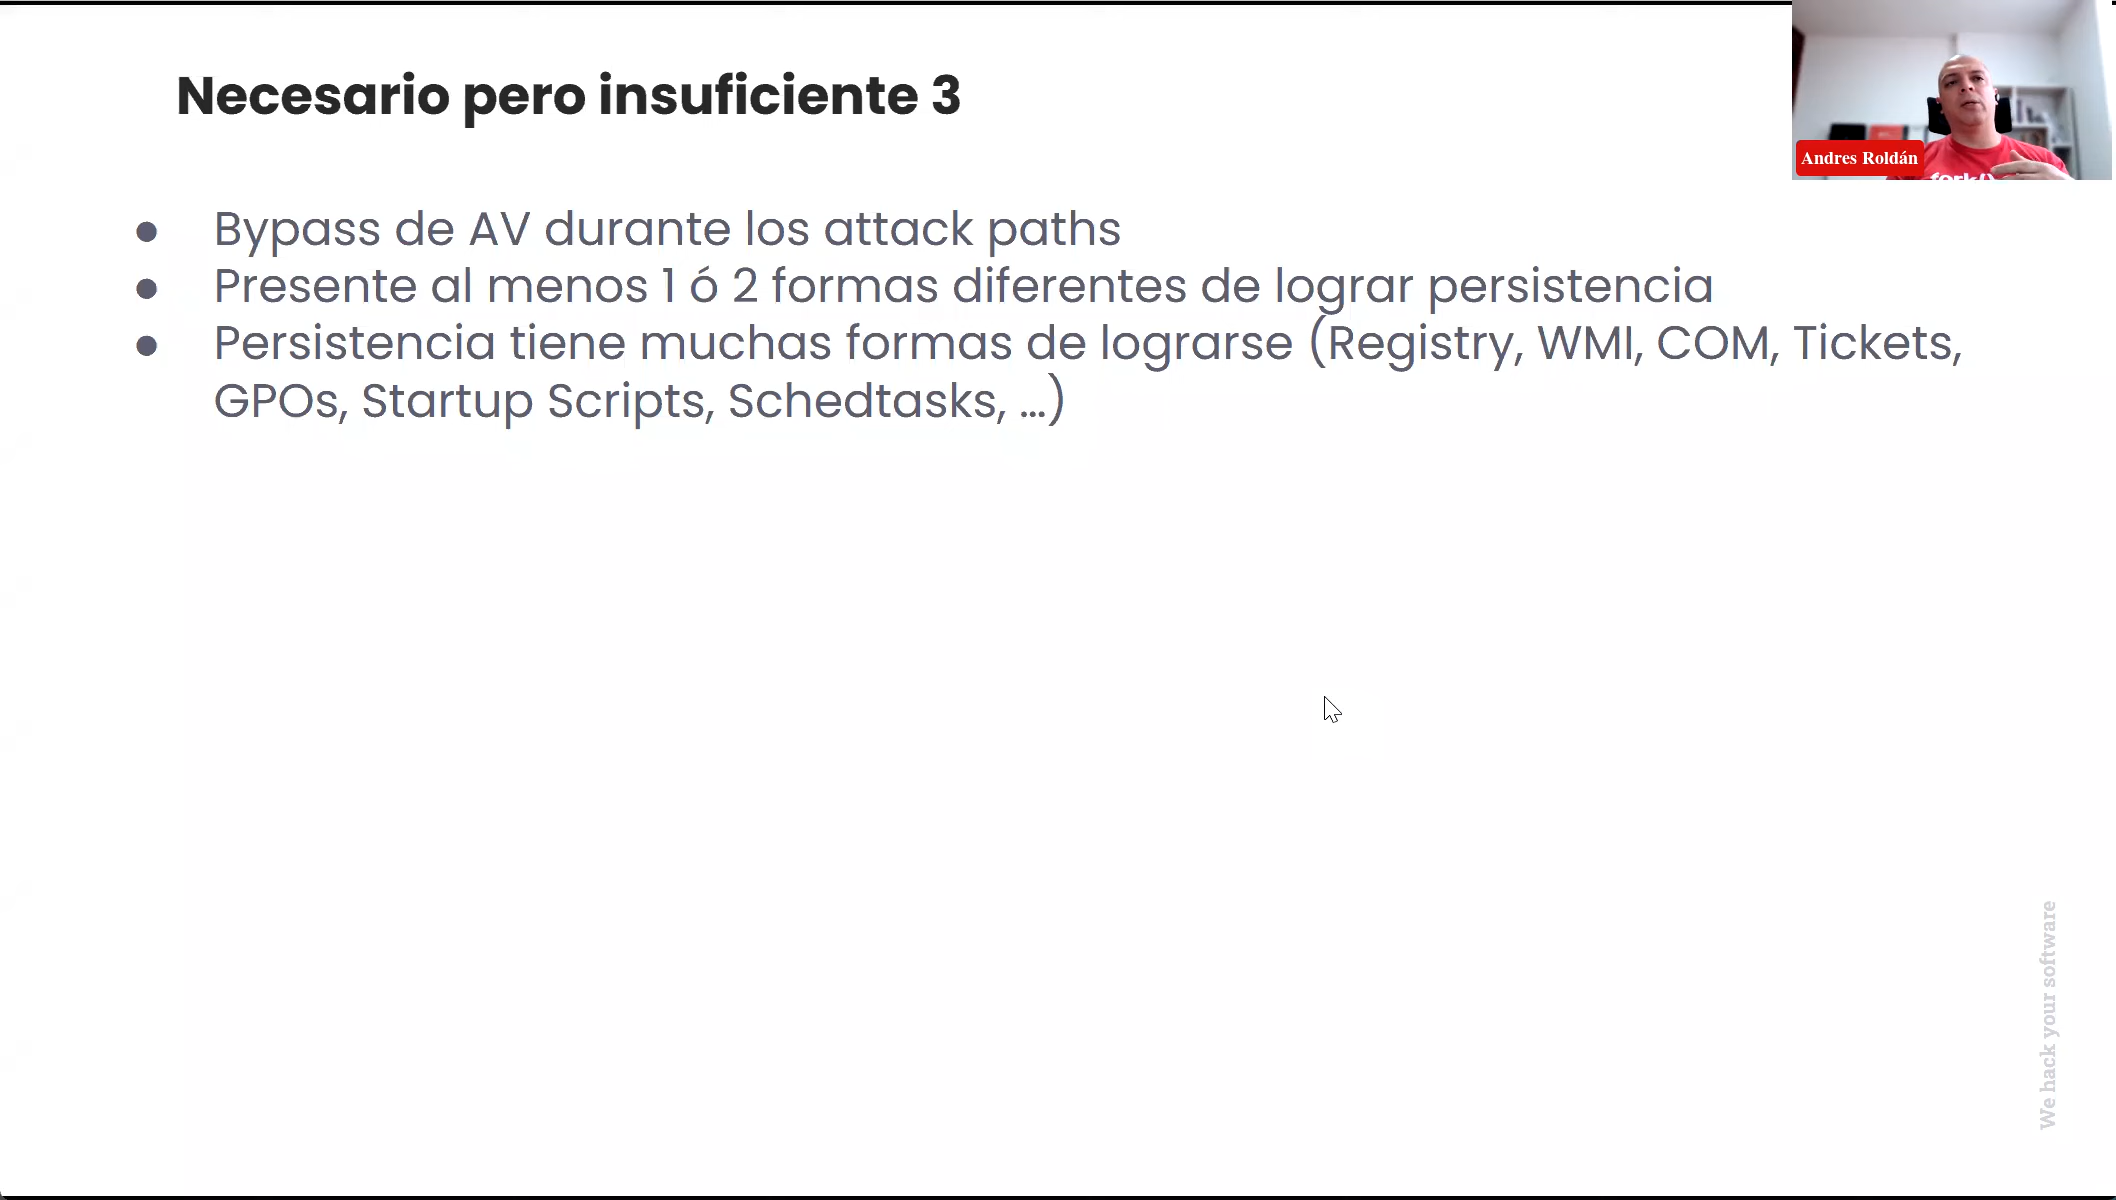 Necesario pero insuficiente 3
Andres Roldán
● Bypass de AV durante los attack paths
● Presente al menos 1 ó 2 formas diferentes de lograr persistencia
● Persistencia tiene muchas formas de lograrse (Registry, WMI, COM, Tickets,
GPOs, Startup Scripts, Schedtasks, ...)
We hack your software